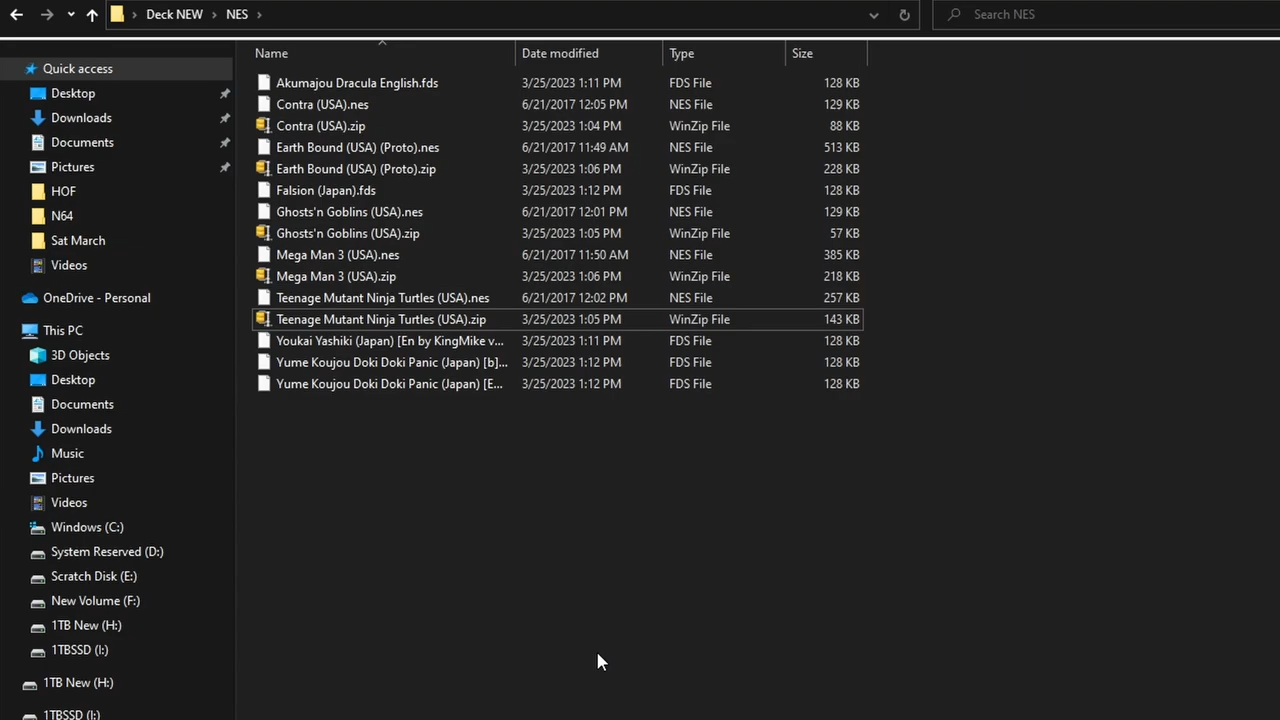 Deck NEW > NES >
Search NES
Name Date modified Type Size
Quick access
Desktop
Downloads
Documents
Pictures
HOF
N64
Sat March
Videos
OneDrive - Personal
This PC
3D Objects
Desktop
Documents
Downloads
Music
Pictures
Videos
Windows (C:)
System Reserved (D:)
Scratch Disk (E:)
New Volume (F:)
1TB New (H:)
1TBSSD (I:)
1TB New (H:)
1TBSSD (I:)
Akumajou Dracula English.fds 3/25/2023 1:11 PM FDS File 128 KB
Contra (USA).nes 6/21/2017 12:05 PM NES File 129 KB
Contra (USA).zip 3/25/2023 1:04 PM WinZip File 88 KB
Earth Bound (USA) (Proto).nes 6/21/2017 11:49 AM NES File 513 KB
Earth Bound (USA) (Proto).zip 3/25/2023 1:06 PM WinZip File 228 KB
Falsion (Japan).fds 3/25/2023 1:12 PM FDS File 128 KB
Ghosts'n Goblins (USA).nes 6/21/2017 12:01 PM NES File 129 KB
Ghosts'n Goblins (USA).zip 3/25/2023 1:05 PM WinZip File 57 KB
Mega Man 3 (USA).nes 6/21/2017 11:50 AM NES File 385 KB
Mega Man 3 (USA).zip 3/25/2023 1:06 PM WinZip File 218 KB
Teenage Mutant Ninja Turtles (USA).nes 6/21/2017 12:02 PM NES File 257 KB
Teenage Mutant Ninja Turtles (USA).zip 3/25/2023 1:05 PM WinZip File 143 KB
Youkai Yashiki (Japan) [En by KingMike v... 3/25/2023 1:11 PM FDS File 128 KB
Yume Koujou Doki Doki Panic (Japan) [b]... 3/25/2023 1:12 PM FDS File 128 KB
Yume Koujou Doki Doki Panic (Japan) [E... 3/25/2023 1:12 PM FDS File 128 KB